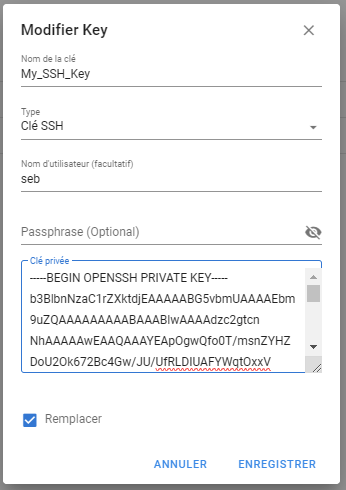 Modifier Key
Nom de la clé
My_SSH_Key
Type
Clé SSH
Nom d'utilisateur (facultatif)
seb
Passphrase (Optional)
Clé privée
-----BEGIN OPENSSH PRIVATE KEY-----
b3BlbnNzaC1rZXktdjEAAAAABG5vbmUAAAAEbm
9uZQAAAAAAAAABAAABlwAAAAdzc2gtcn
NhAAAAAwEAAQAAAYEApOgwQfo0T/msnZYHZ
DoU2Ok672Bc4Gw/JU/UfRLDIUAFYWqtOxxV
Remplacer
ANNULER
ENREGISTRER